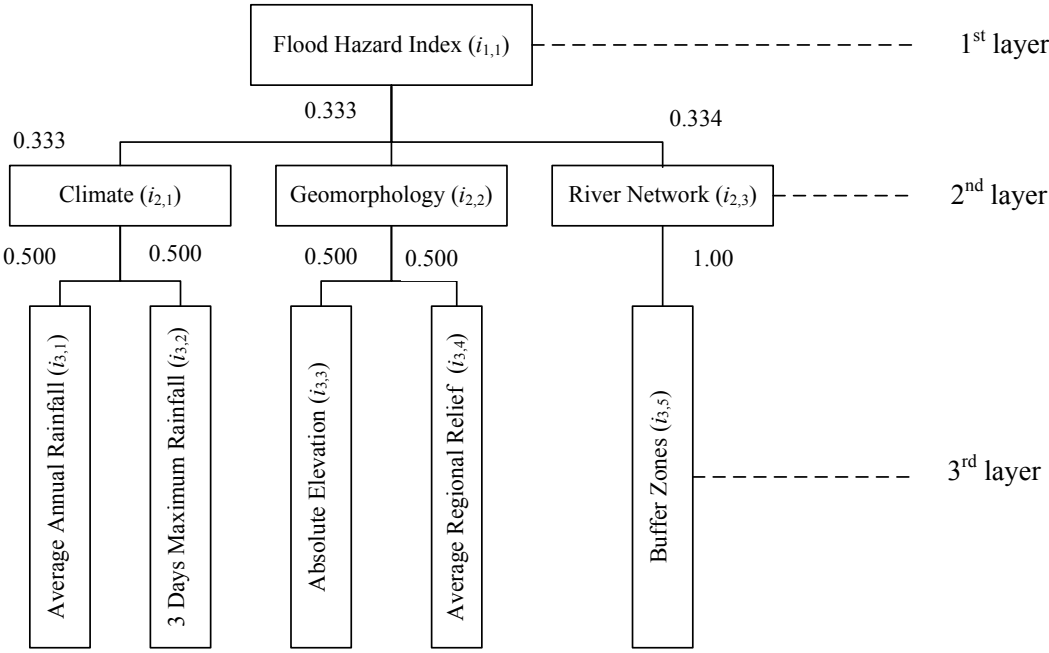 Flood Hazard Index (i1,1)
1st layer
0.333
0.334
0.333
Climate (i2,1)
Geomorphology (i2,2)
River Network (i2,3)
2nd layer
0.500
0.500
0.500
0.500
1.00
Average Annual Rainfall (i3,1)
3 Days Maximum Rainfall (i3,2)
Absolute Elevation (i3,3)
Average Regional Relief (i3,4)
Buffer Zones (i3,5)
3rd layer